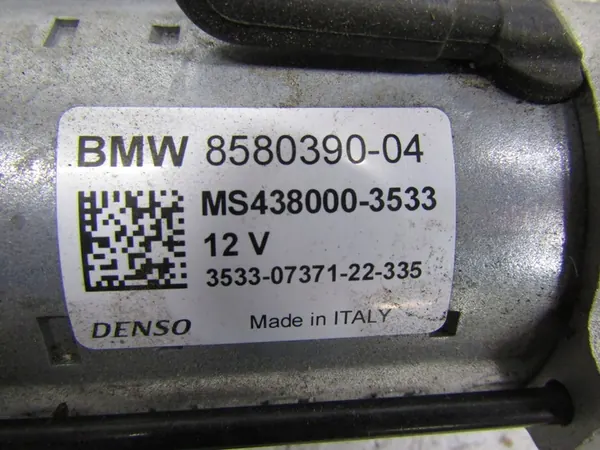 BMW 8580390-04
MS438000-3533
12 V
3533-07371-22-335
DENSO Made in ITALY